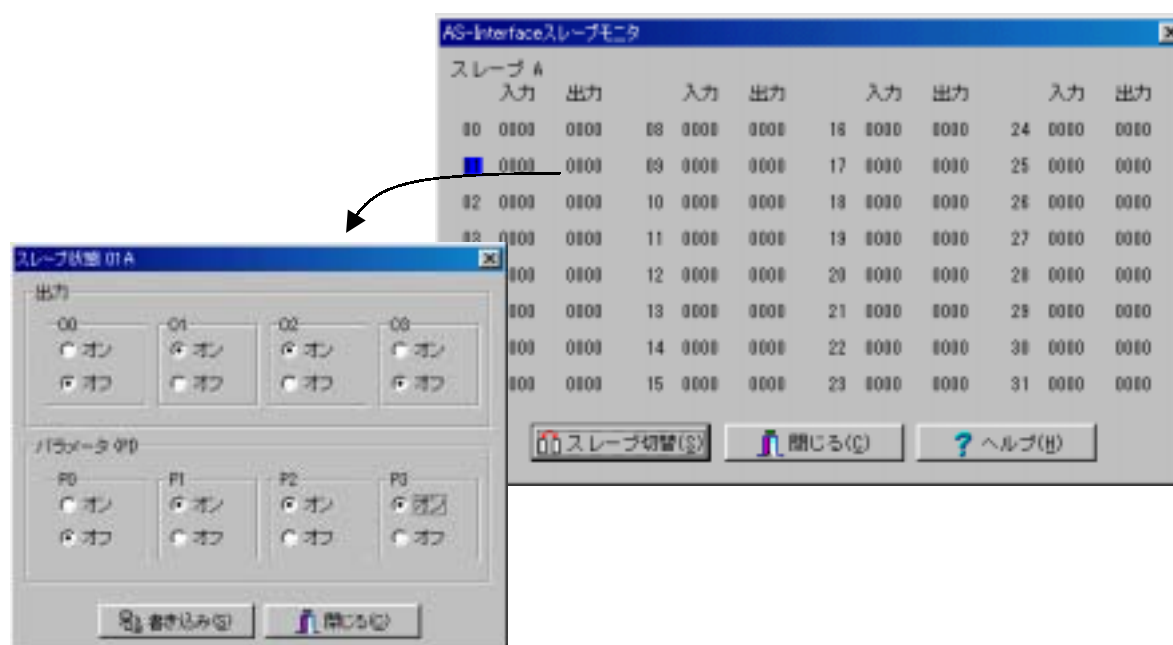 AS-Interfaceスレーブモニタ
スレーブ A
入力 出力 入力 出力 入力 出力 入力 出力
00 0000 0000 08 0000 0000 16 0000 0000 24 0000 0000
01 0000 0000 09 0000 0000 17 0000 0000 25 0000 0000
02 0000 0000 10 0000 0000 18 0000 0000 26 0000 0000
03 0000 0000 11 0000 0000 19 0000 0000 27 0000 0000
0000 12 0000 0000 20 0000 0000 28 0000 0000
0000 13 0000 0000 21 0000 0000 29 0000 0000
0000 14 0000 0000 22 0000 0000 30 0000 0000
0000 15 0000 0000 23 0000 0000 31 0000 0000
スレーブ切替(S) 閉じる(C) ? ヘルプ(H)
スレーブ状態 01A
出力
O0 O1 O2 O3
オン オン オン オン
オフ オフ オフ オフ
パラメータ (PI)
P0 P1 P2 P3
オン オン オン オン
オフ オフ オフ オフ
書き込み(S) 閉じる(C)